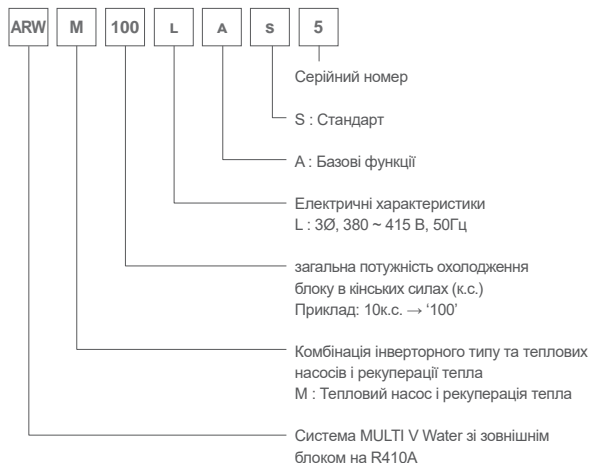 ARW M 100 L A S 5
Серійний номер
S : Стандарт
A : Базові функції
Електричні характеристики
L : 3Ø, 380 ~ 415 В, 50Гц
загальна потужність охолодження
блоку в кінських силах (к.с.)
Приклад: 10к.с. → ‘100’
Комбінація інверторного типу та теплових
насосів і рекуперації тепла
M : Тепловий насос і рекуперація тепла
Система MULTI V Water зі зовнішнім
блоком на R410A